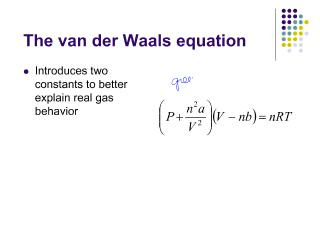 The van der Waals equation
● Introduces two
constants to better
explain real gas
behavior
(P + n²a/V²)(V − nb) = nRT